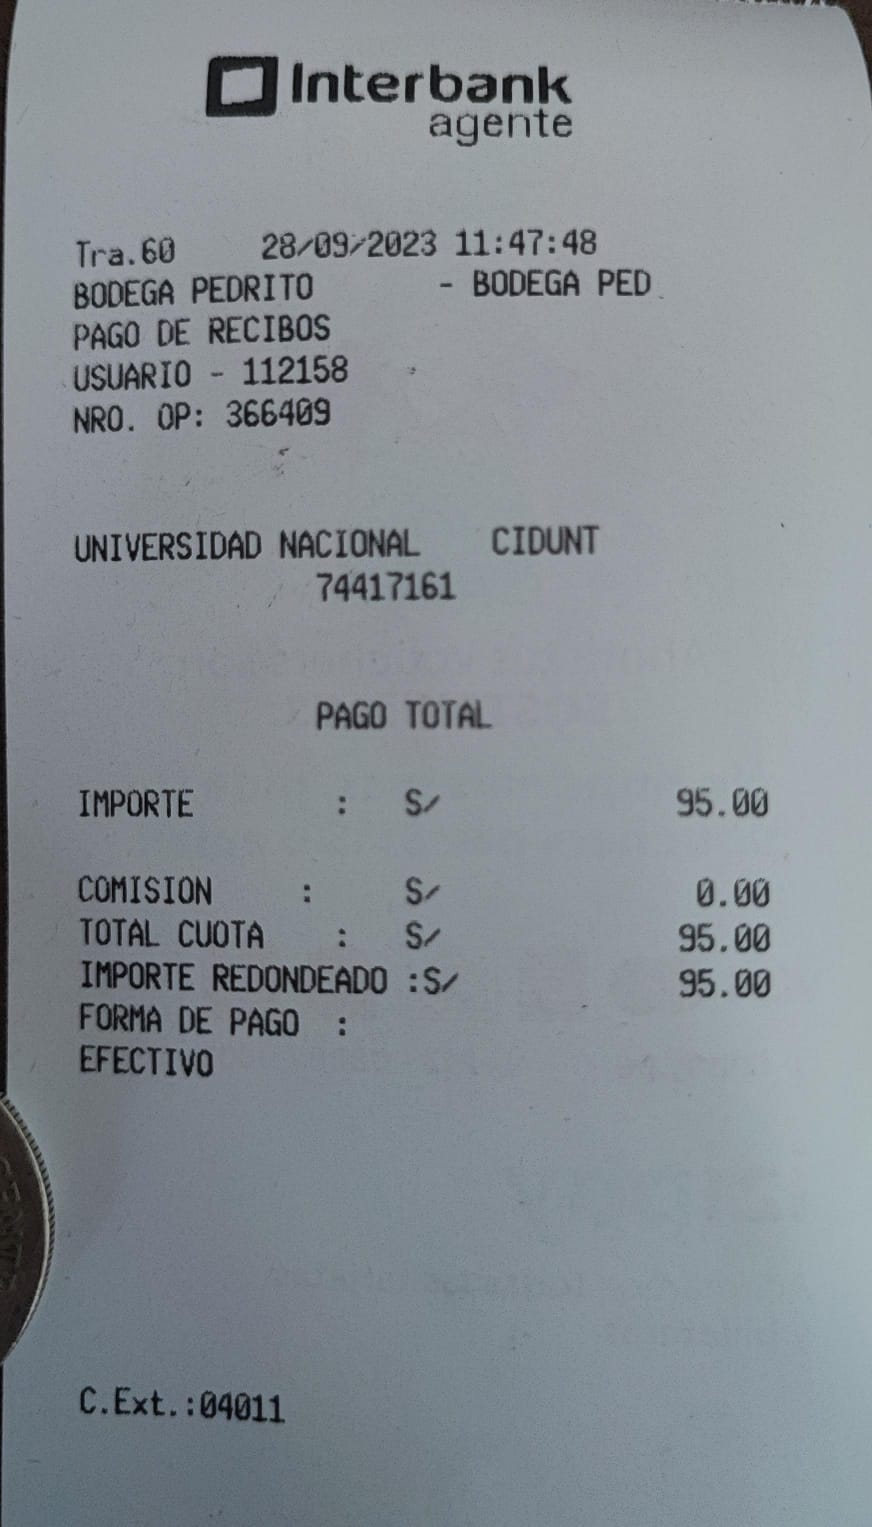 Interbank
agente
Tra.60 28/09/2023 11:47:48
BODEGA PEDRITO - BODEGA PED
PAGO DE RECIBOS
USUARIO - 112158
NRO. OP: 366409
UNIVERSIDAD NACIONAL CIDUNT
74417161
PAGO TOTAL
IMPORTE : S/ 95.00
COMISION : S/ 0.00
TOTAL CUOTA : S/ 95.00
IMPORTE REDONDEADO :S/ 95.00
FORMA DE PAGO :
EFECTIVO
C.Ext.:04011